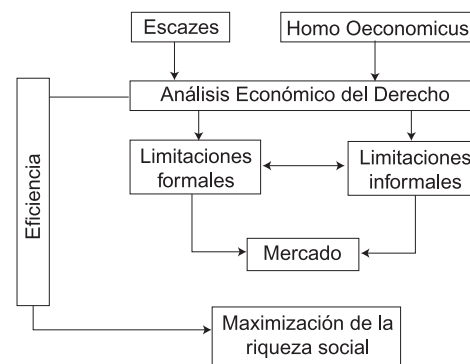 Escazes
Homo Oeconomicus
Análisis Económico del Derecho
Limitaciones
formales
Limitaciones
informales
Eficiencia
Mercado
Maximización de la
riqueza social